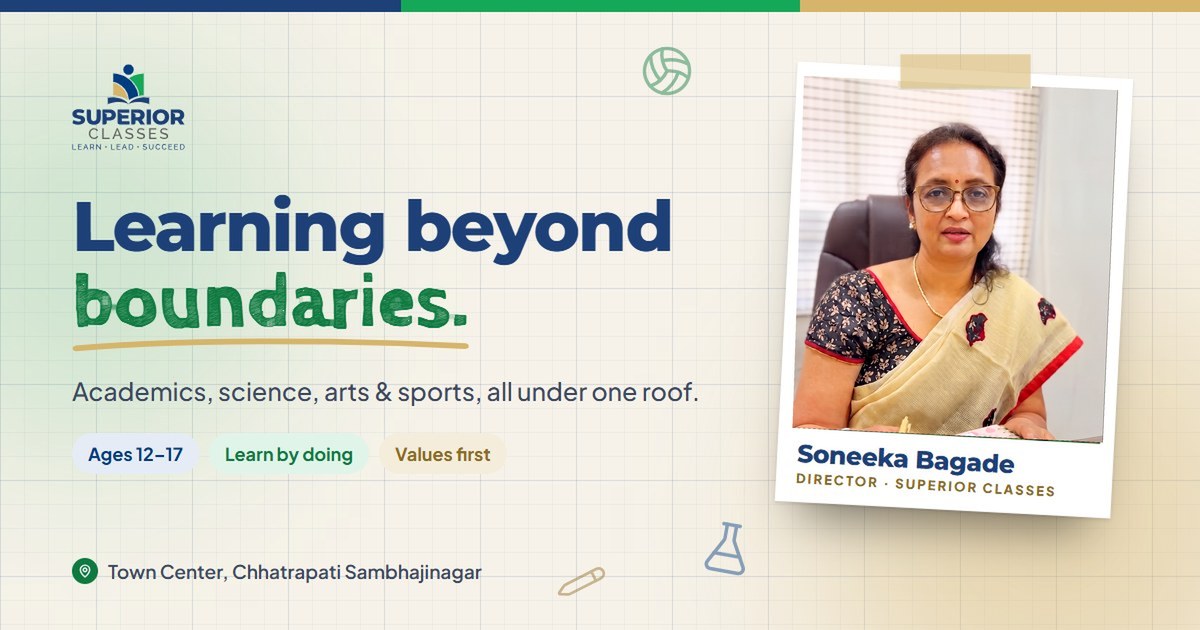 SUPERIOR
CLASSES
LEARN • LEAD • SUCCEED
Learning beyond
boundaries.
Academics, science, arts & sports, all under one roof.
Ages 12–17
Learn by doing
Values first
Town Center, Chhatrapati Sambhajinagar
Soneeka Bagade
DIRECTOR · SUPERIOR CLASSES